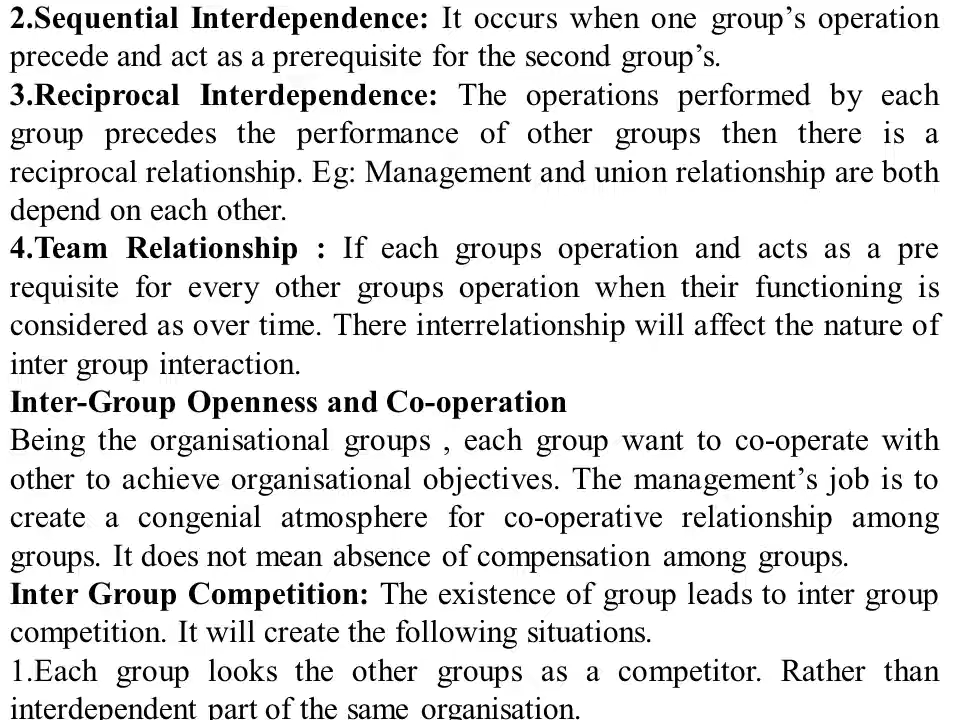 2.Sequential Interdependence: It occurs when one group’s operation
precede and act as a prerequisite for the second group’s.
3.Reciprocal Interdependence: The operations performed by each
group precedes the performance of other groups then there is a
reciprocal relationship. Eg: Management and union relationship are both
depend on each other.
4.Team Relationship : If each groups operation and acts as a pre
requisite for every other groups operation when their functioning is
considered as over time. There interrelationship will affect the nature of
inter group interaction.
Inter-Group Openness and Co-operation
Being the organisational groups , each group want to co-operate with
other to achieve organisational objectives. The management’s job is to
create a congenial atmosphere for co-operative relationship among
groups. It does not mean absence of compensation among groups.
Inter Group Competition: The existence of group leads to inter group
competition. It will create the following situations.
1.Each group looks the other groups as a competitor. Rather than
interdependent part of the same organisation.